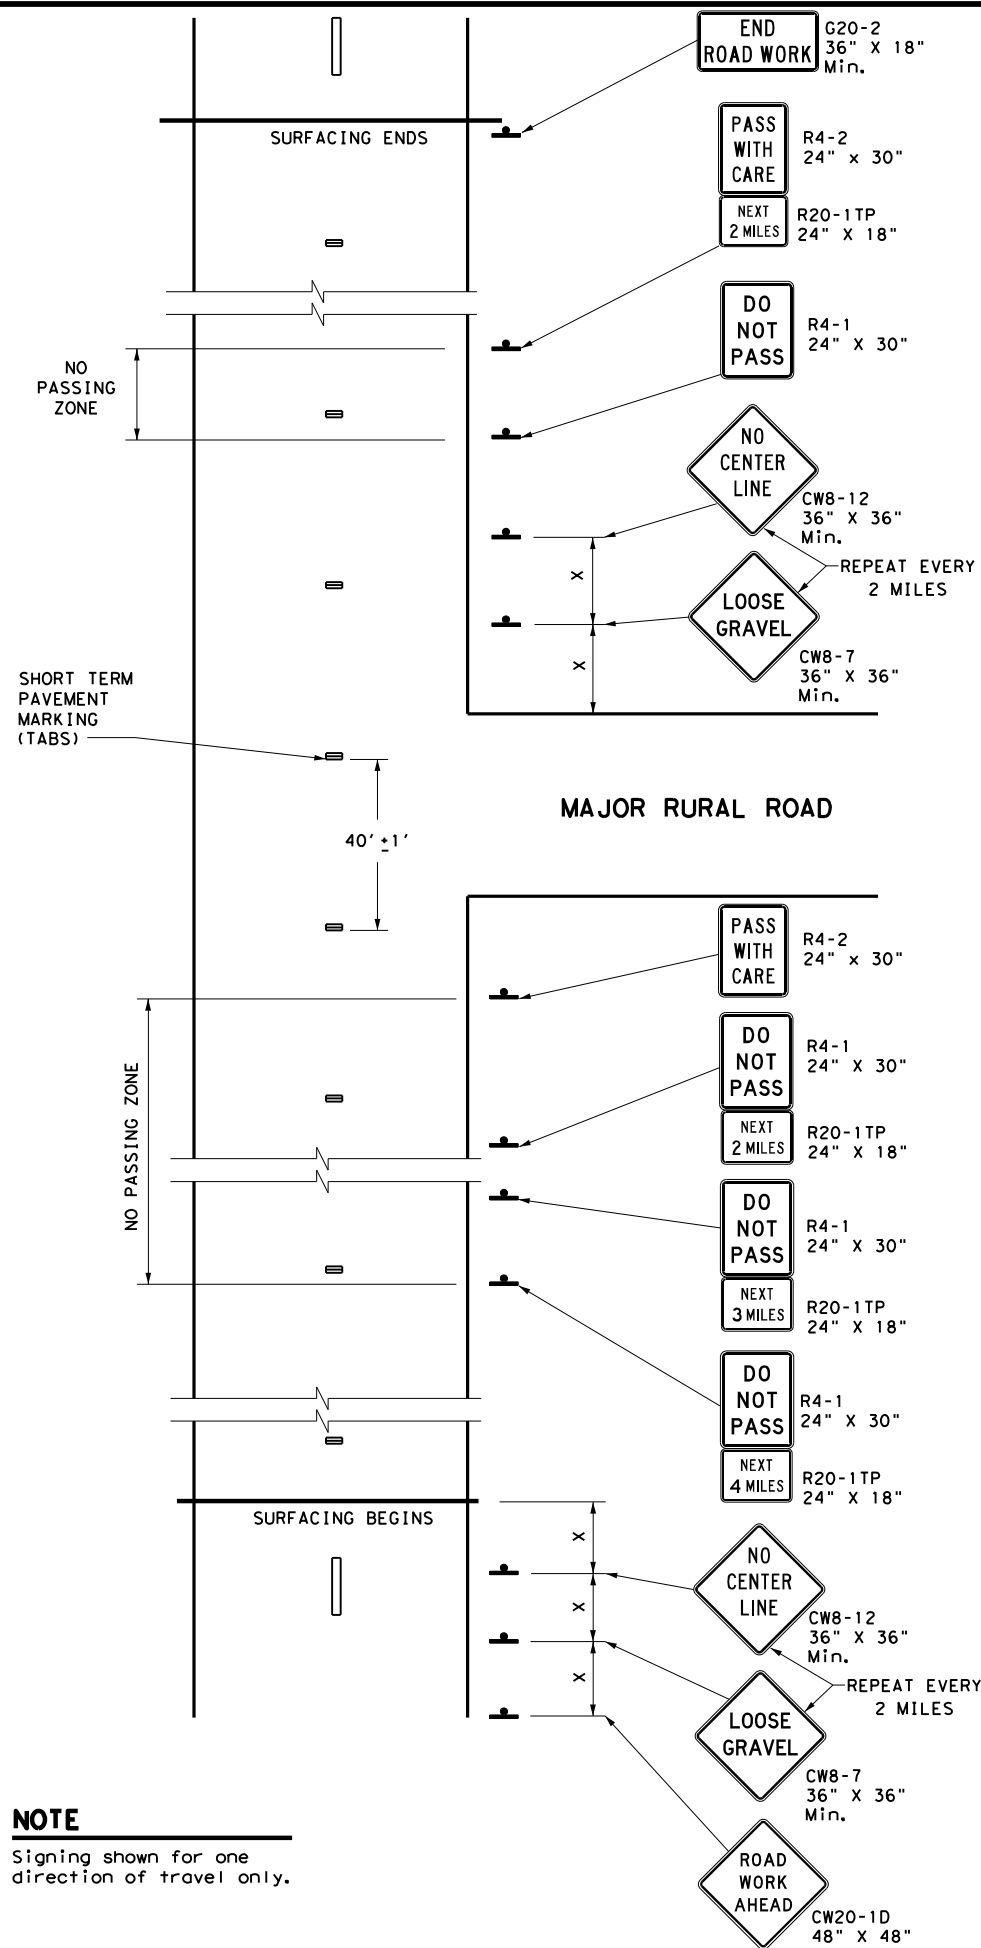 END
ROAD WORK
G20-2
36" X 18"
Min.
SURFACING ENDS
PASS
WITH
CARE
R4-2
24" x 30"
NEXT
2 MILES
R20-1TP
24" X 18"
DO
NOT
PASS
R4-1
24" X 30"
NO
PASSING
ZONE
NO
CENTER
LINE
CW8-12
36" X 36"
Min.
REPEAT EVERY
2 MILES
X
LOOSE
GRAVEL
CW8-7
36" X 36"
Min.
X
SHORT TERM
PAVEMENT
MARKING
(TABS)
MAJOR RURAL ROAD
40' ±1'
PASS
WITH
CARE
R4-2
24" x 30"
DO
NOT
PASS
R4-1
24" X 30"
NEXT
2 MILES
R20-1TP
24" X 18"
NO PASSING ZONE
DO
NOT
PASS
R4-1
24" X 30"
NEXT
3 MILES
R20-1TP
24" X 18"
DO
NOT
PASS
R4-1
24" X 30"
NEXT
4 MILES
R20-1TP
24" X 18"
SURFACING BEGINS
X
NO
CENTER
LINE
CW8-12
36" X 36"
Min.
X
REPEAT EVERY
2 MILES
X
LOOSE
GRAVEL
CW8-7
36" X 36"
Min.
NOTE
Signing shown for one
direction of travel only.
ROAD
WORK
AHEAD
CW20-1D
48" X 48"